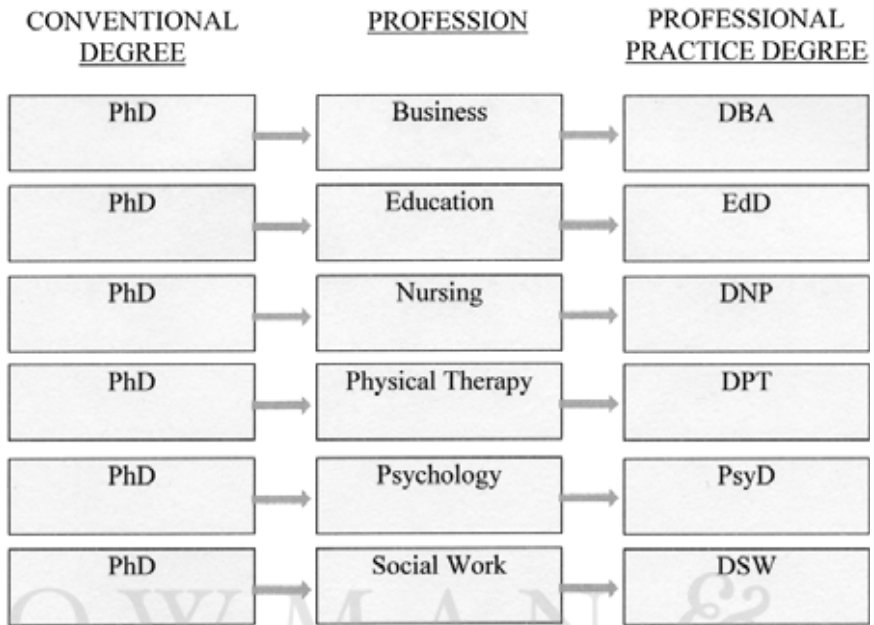 CONVENTIONAL
DEGREE
PROFESSION
PROFESSIONAL
PRACTICE DEGREE
PhD
Business
DBA
PhD
Education
EdD
PhD
Nursing
DNP
PhD
Physical Therapy
DPT
PhD
Psychology
PsyD
PhD
Social Work
DSW
OWMAN &